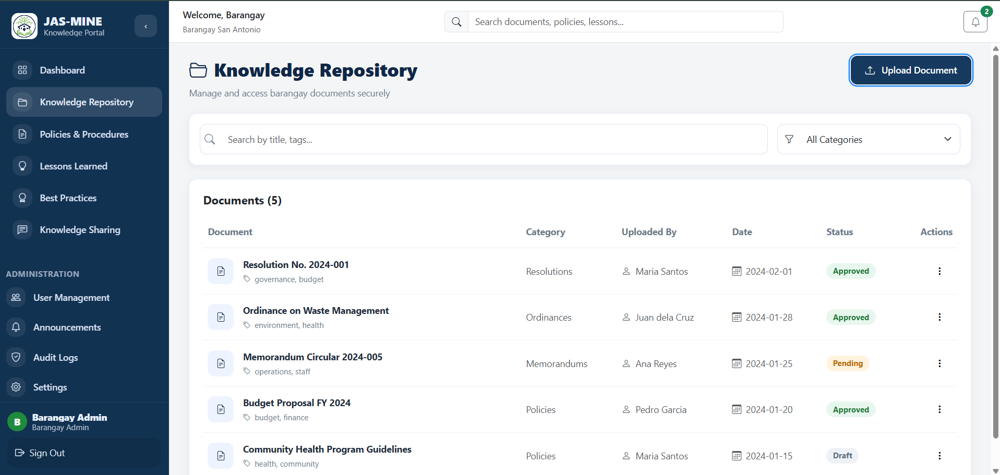 JAS-MINE
Knowledge Portal
Dashboard
Knowledge Repository
Policies & Procedures
Lessons Learned
Best Practices
Knowledge Sharing
ADMINISTRATION
User Management
Announcements
Audit Logs
Settings
B
Barangay Admin
Barangay Admin
Sign Out
Welcome, Barangay
Barangay San Antonio
Search documents, policies, lessons...
2
Knowledge Repository
Manage and access barangay documents securely
Upload Document
Search by title, tags...
All Categories
Documents (5)
Document Category Uploaded By Date Status Actions
Resolution No. 2024-001
governance, budget
Resolutions Maria Santos 2024-02-01 Approved
Ordinance on Waste Management
environment, health
Ordinances Juan dela Cruz 2024-01-28 Approved
Memorandum Circular 2024-005
operations, staff
Memorandums Ana Reyes 2024-01-25 Pending
Budget Proposal FY 2024
budget, finance
Policies Pedro Garcia 2024-01-20 Approved
Community Health Program Guidelines
health, community
Policies Maria Santos 2024-01-15 Draft